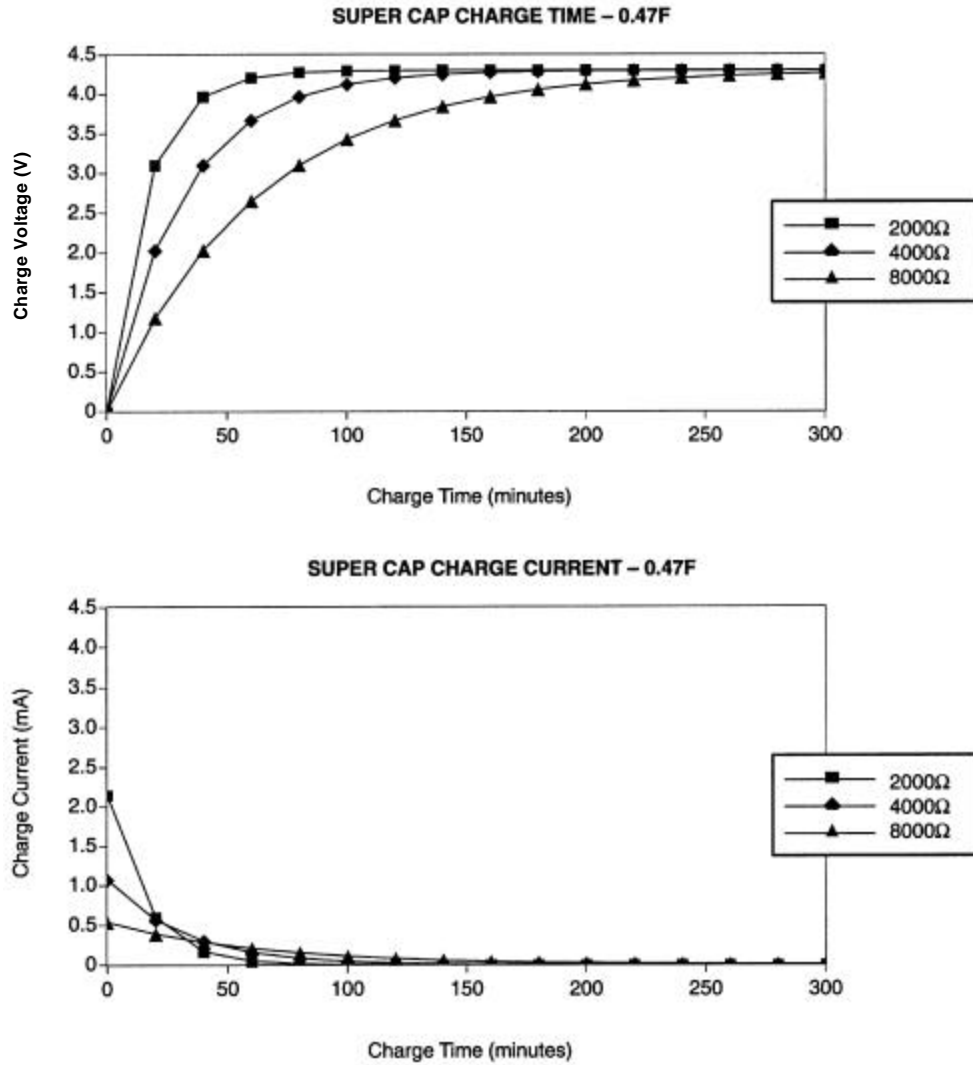 SUPER CAP CHARGE TIME – 0.47F
Charge Voltage (V)
4.5
4.0
3.5
3.0
2.5
2.0
1.5
1.0
0.5
0
0 50 100 150 200 250 300
Charge Time (minutes)
2000Ω
4000Ω
8000Ω
SUPER CAP CHARGE CURRENT – 0.47F
Charge Current (mA)
4.5
4.0
3.5
3.0
2.5
2.0
1.5
1.0
0.5
0
0 50 100 150 200 250 300
Charge Time (minutes)
2000Ω
4000Ω
8000Ω